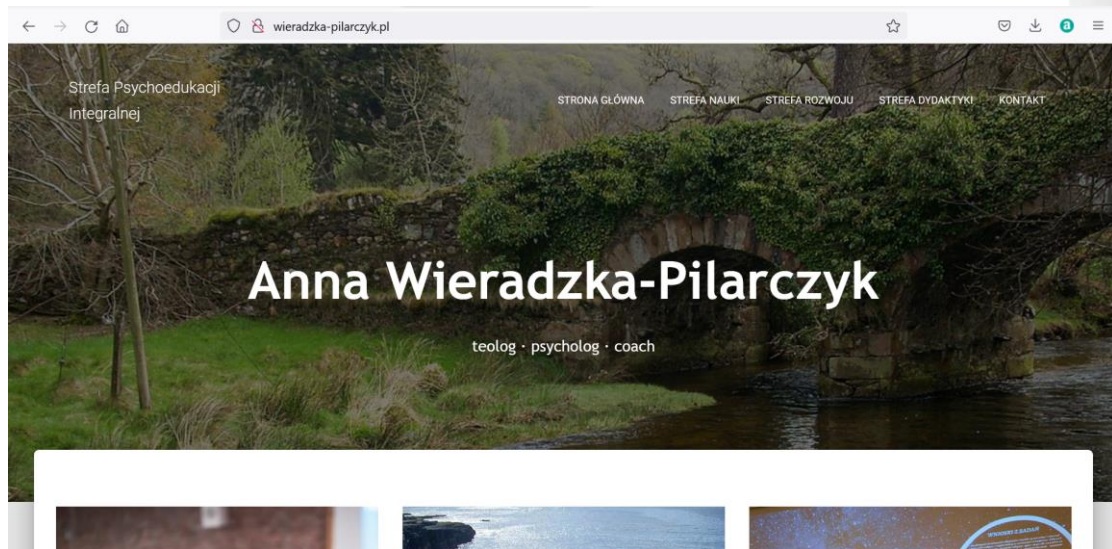 wieradzka-pilarczyk.pl
Strefa Psychoedukacji
Integralnej
STRONA GŁÓWNA STREFA NAUKI STREFA ROZWOJU STREFA DYDAKTYKI KONTAKT
Anna Wieradzka-Pilarczyk
teolog · psycholog · coach
a